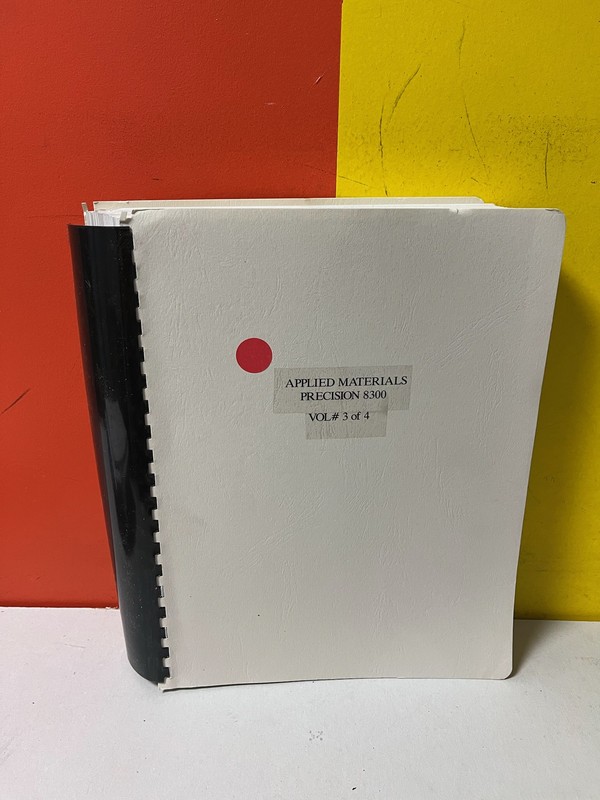 APPLIED MATERIALS
PRECISION 8300
VOL# 3 of 4